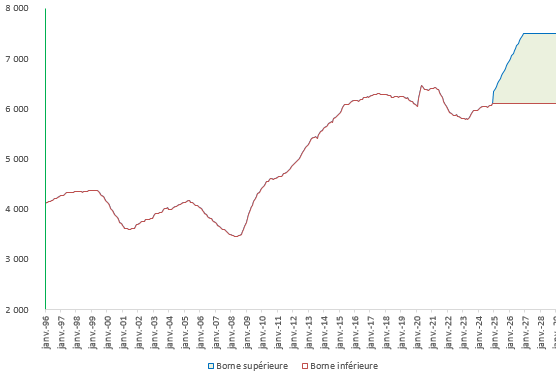 8 000
7 000
6 000
5 000
4 000
3 000
2 000
janv.-96
janv.-97
janv.-98
janv.-99
janv.-00
janv.-01
janv.-02
janv.-03
janv.-04
janv.-05
janv.-06
janv.-07
janv.-08
janv.-09
janv.-10
janv.-11
janv.-12
janv.-13
janv.-14
janv.-15
janv.-16
janv.-17
janv.-18
janv.-19
janv.-20
janv.-21
janv.-22
janv.-23
janv.-24
janv.-25
janv.-26
janv.-27
janv.-28
Borne supérieure
Borne inférieure